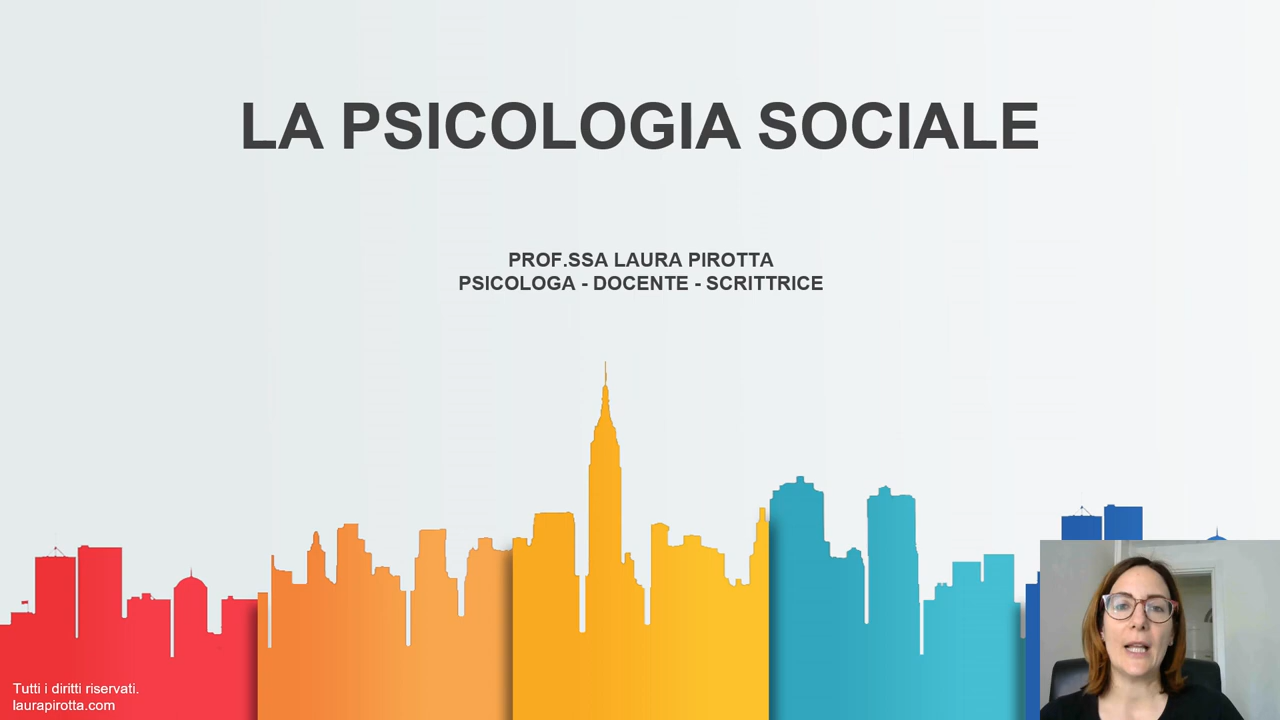 LA PSICOLOGIA SOCIALE
PROF.SSA LAURA PIROTTA
PSICOLOGA - DOCENTE - SCRITTRICE
Tutti i diritti riservati.
laurapirotta.com